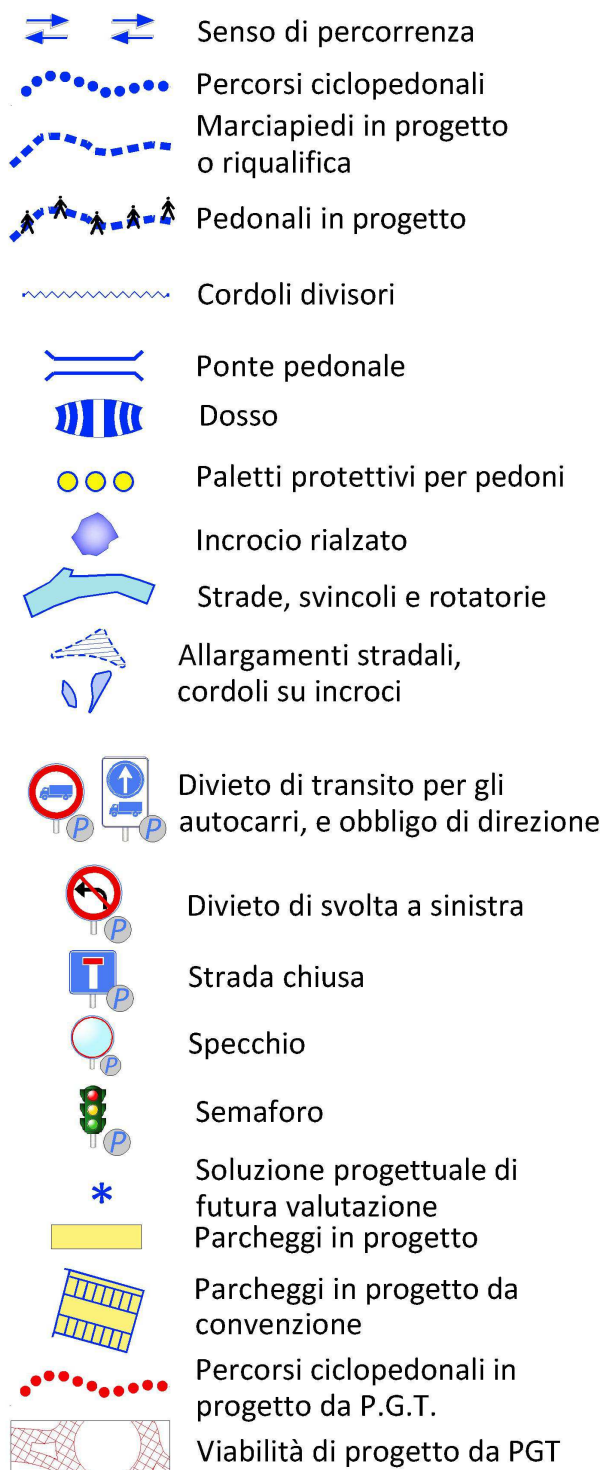 Senso di percorrenza
Percorsi ciclopedonali
Marciapiedi in progetto
o riqualifica
Pedonali in progetto
Cordoli divisori
Ponte pedonale
Dosso
Paletti protettivi per pedoni
Incrocio rialzato
Strade, svincoli e rotatorie
Allargamenti stradali,
cordoli su incroci
P
P
Divieto di transito per gli
autocarri, e obbligo di direzione
P
Divieto di svolta a sinistra
P
Strada chiusa
P
Specchio
P
Semaforo
*
Soluzione progettuale di
futura valutazione
Parcheggi in progetto
Parcheggi in progetto da
convenzione
Percorsi ciclopedonali in
progetto da P.G.T.
Viabilità di progetto da PGT